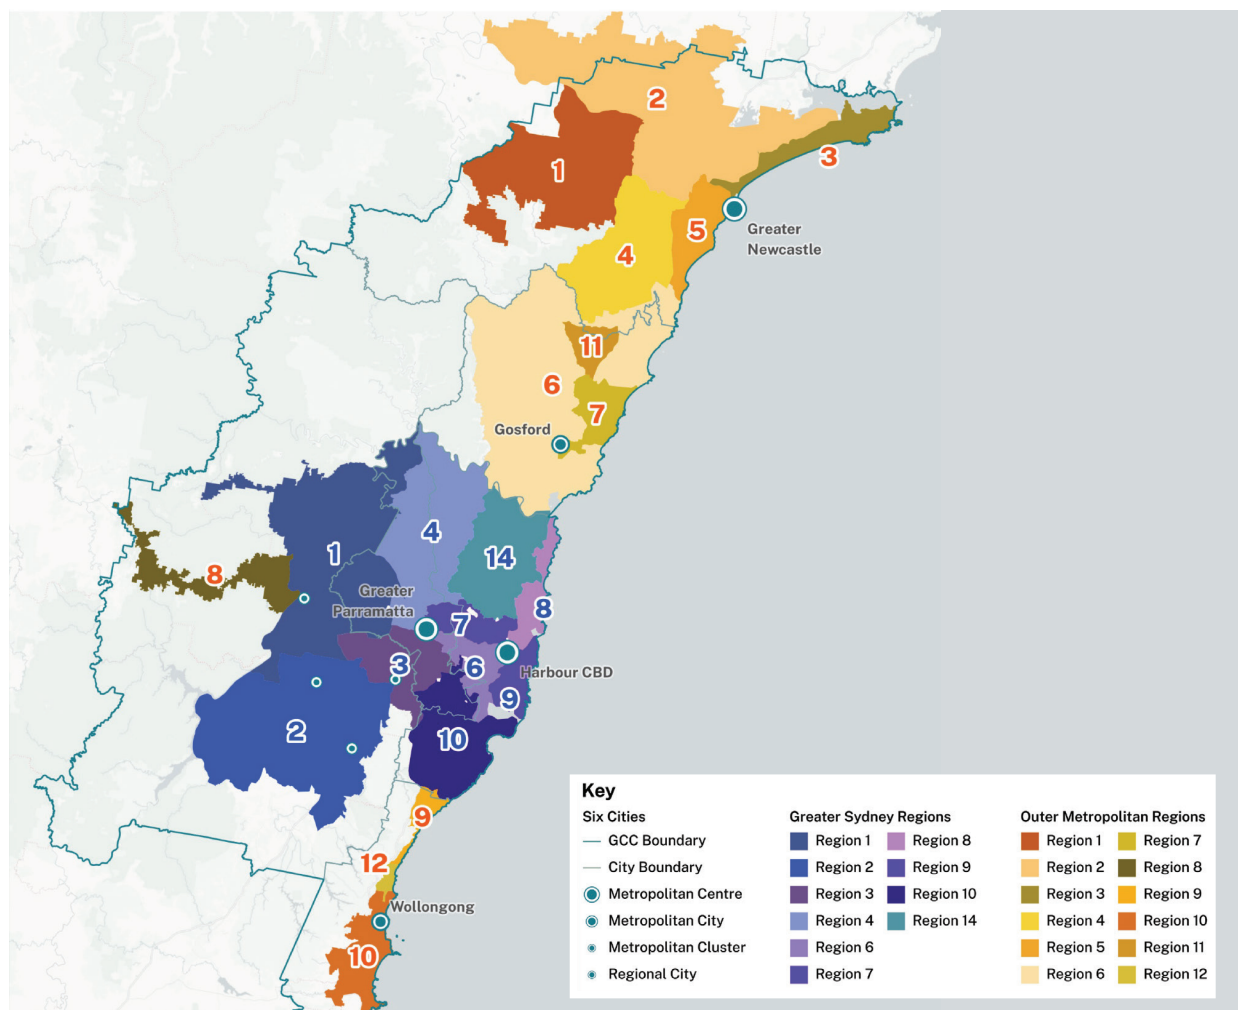 2
1
3
5
Greater
Newcastle
4
11
6
7
Gosford
4
1
14
8
Greater
Parramatta
7
8
3
6
Harbour CBD
9
2
10
9
12
Wollongong
10
Key
Six Cities
GCC Boundary
City Boundary
Metropolitan Centre
Metropolitan City
Metropolitan Cluster
Regional City
Greater Sydney Regions
Region 1
Region 2
Region 3
Region 4
Region 6
Region 7
Region 8
Region 9
Region 10
Region 14
Outer Metropolitan Regions
Region 1
Region 2
Region 3
Region 4
Region 5
Region 6
Region 7
Region 8
Region 9
Region 10
Region 11
Region 12